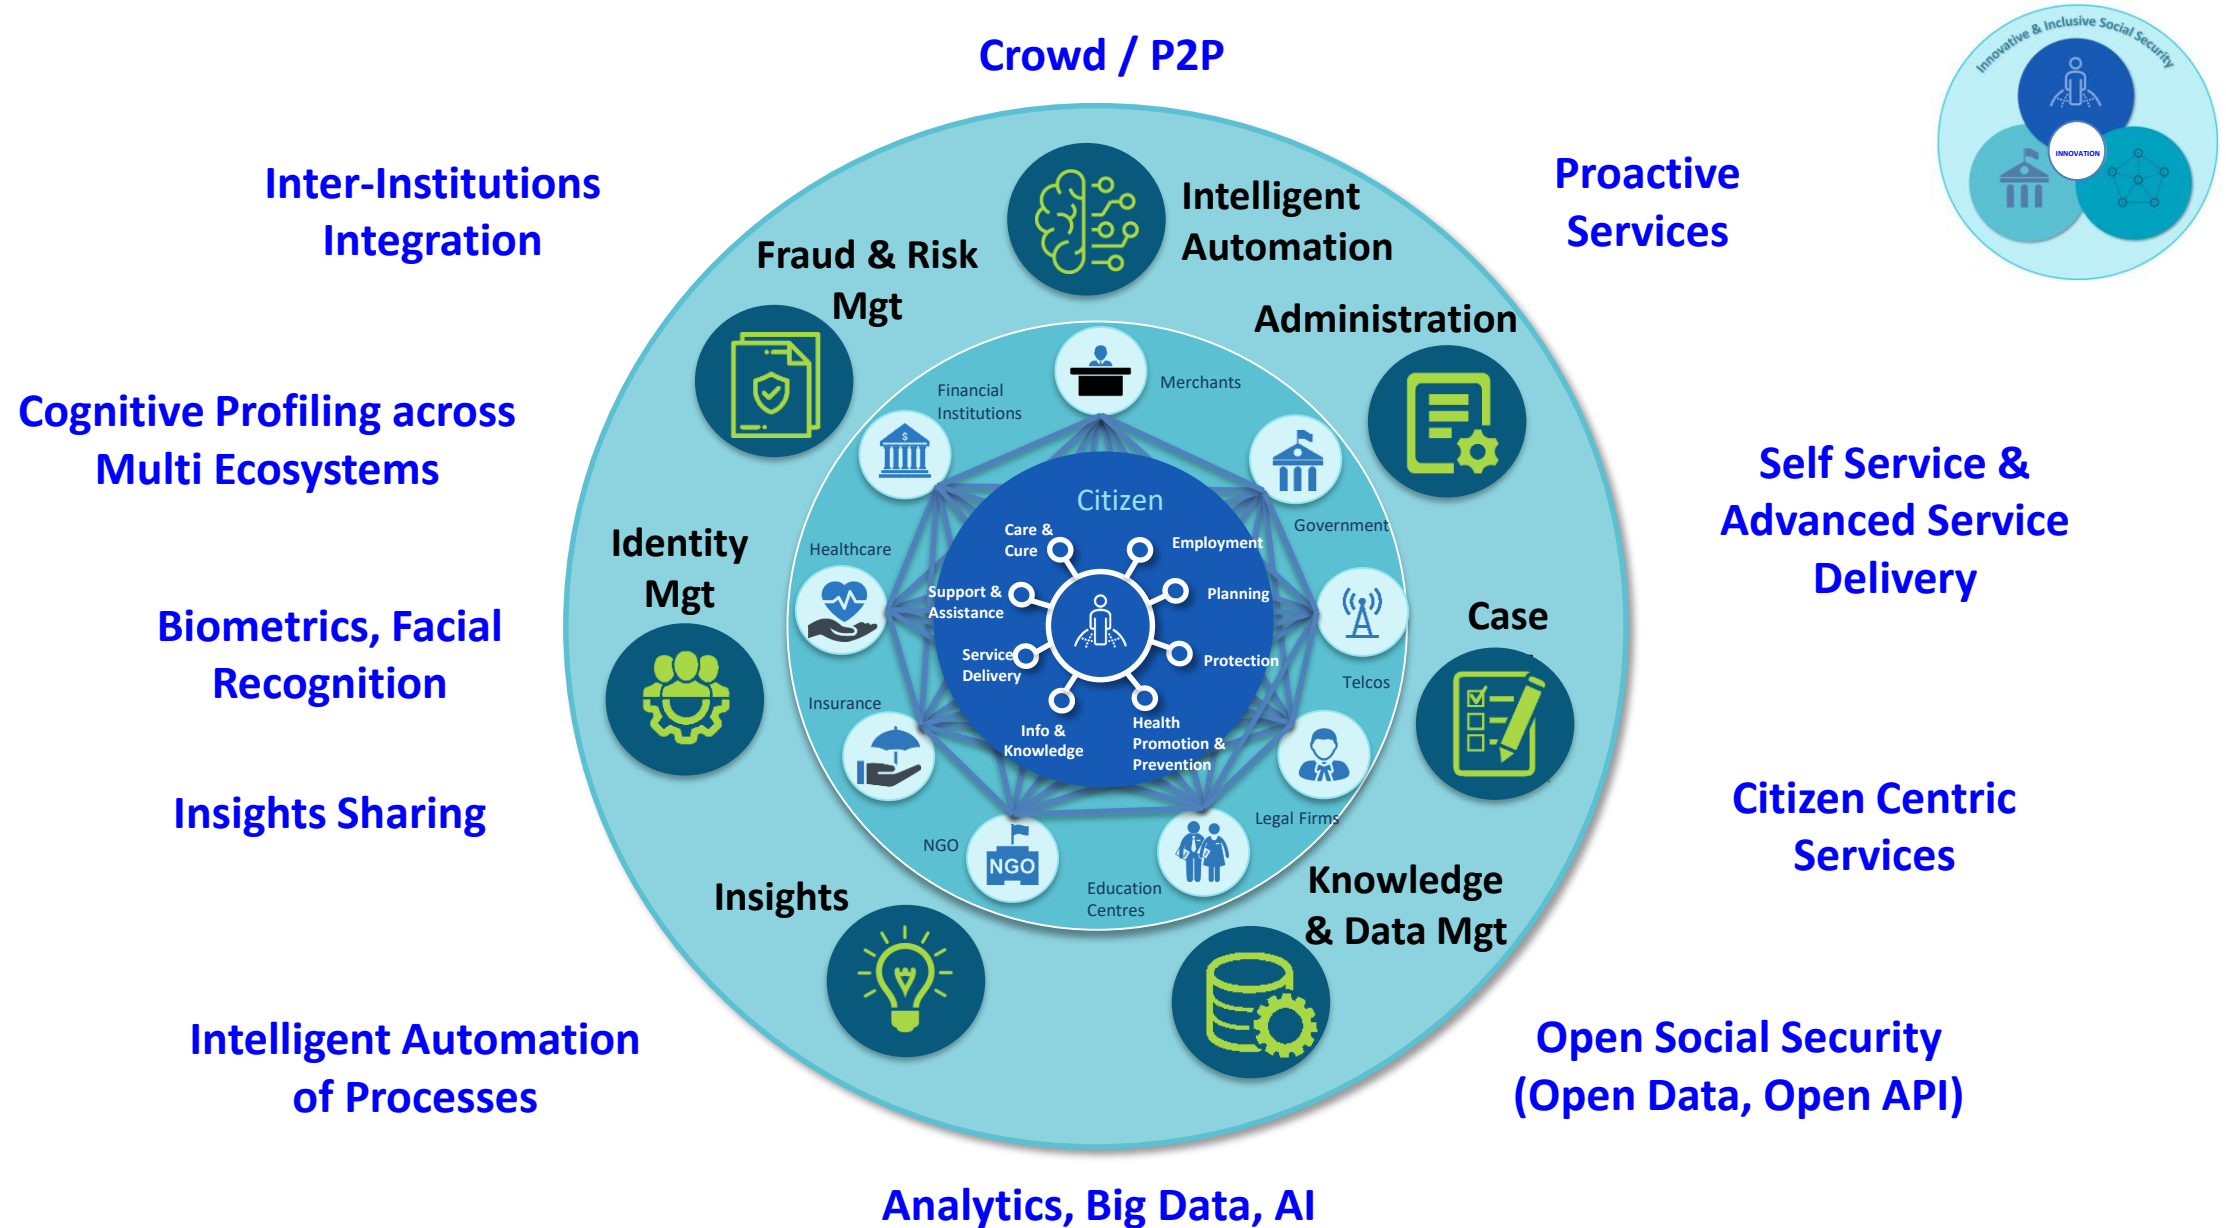 Crowd / P2P
Innovative & Inclusive Social Security
INNOVATION
Inter-Institutions
Integration
Proactive
Services
Intelligent
Automation
Fraud & Risk
Mgt
Administration
Financial
Institutions
Merchants
Cognitive Profiling across
Multi Ecosystems
Self Service &
Advanced Service
Delivery
$
Citizen
Government
Care &
Cure
Employment
Healthcare
Identity
Mgt
Support &
Assistance
Planning
Case
Biometrics, Facial
Recognition
Service
Delivery
Protection
Telcos
Insurance
Info &
Knowledge
Health
Promotion &
Prevention
Insights Sharing
Citizen Centric
Services
Legal Firms
NGO
NGO
Education
Centres
Insights
Knowledge
& Data Mgt
Intelligent Automation
of Processes
Open Social Security
(Open Data, Open API)
Analytics, Big Data, AI